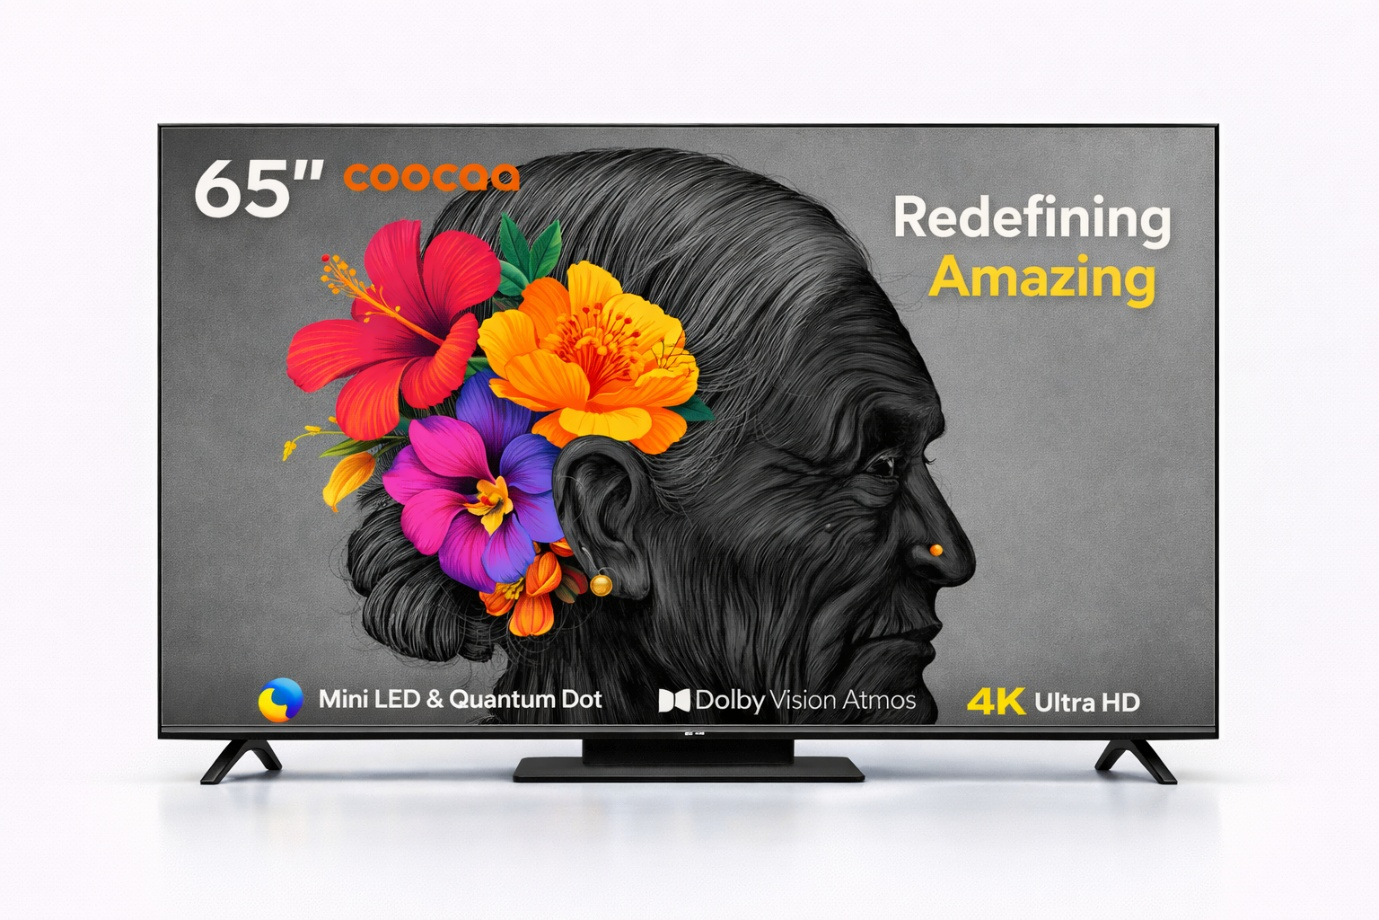 65"
coocaa
Redefining
Amazing
Mini LED & Quantum Dot
Dolby Vision Atmos
4K Ultra HD